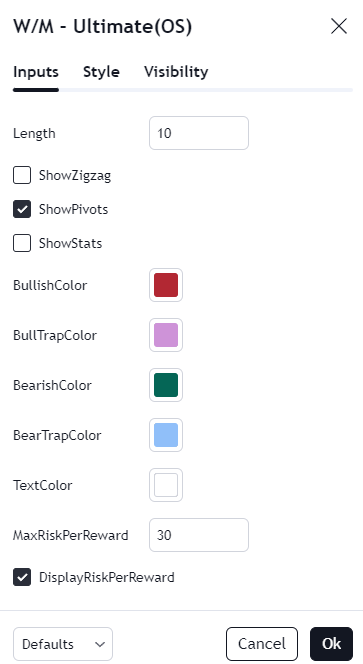 W/M - Ultimate(OS)
Inputs Style Visibility
Length 10
ShowZigzag
ShowPivots
ShowStats
BullishColor
BullTrapColor
BearishColor
BearTrapColor
TextColor
MaxRiskPerReward 30
DisplayRiskPerReward
Defaults Cancel Ok